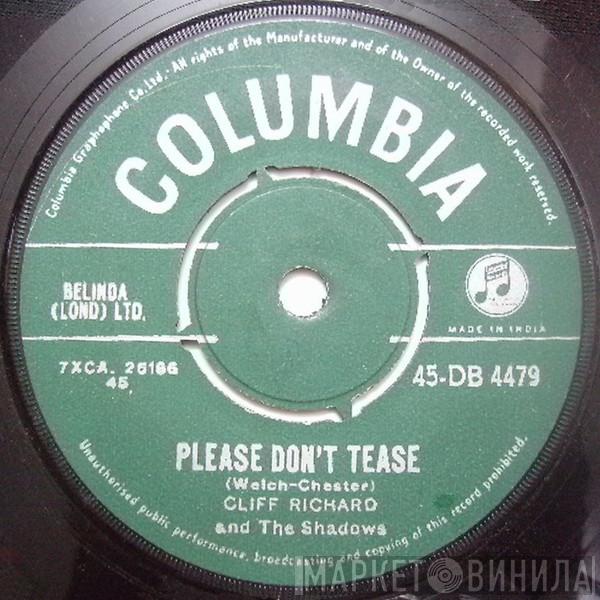 Columbia Graphophone Co. Ltd.: All rights of the Manufacturer and of the Owner of the recorded work reserved.
COLUMBIA
BELINDA
(LOND) LTD.
MADE IN INDIA
7XCA. 25186
45
45-DB 4479
PLEASE DON'T TEASE
(Welch-Chester)
CLIFF RICHARD
and The Shadows
Unauthorised public performance, broadcasting and copying of this record prohibited.
МАРКЕТ ВИНИЛА